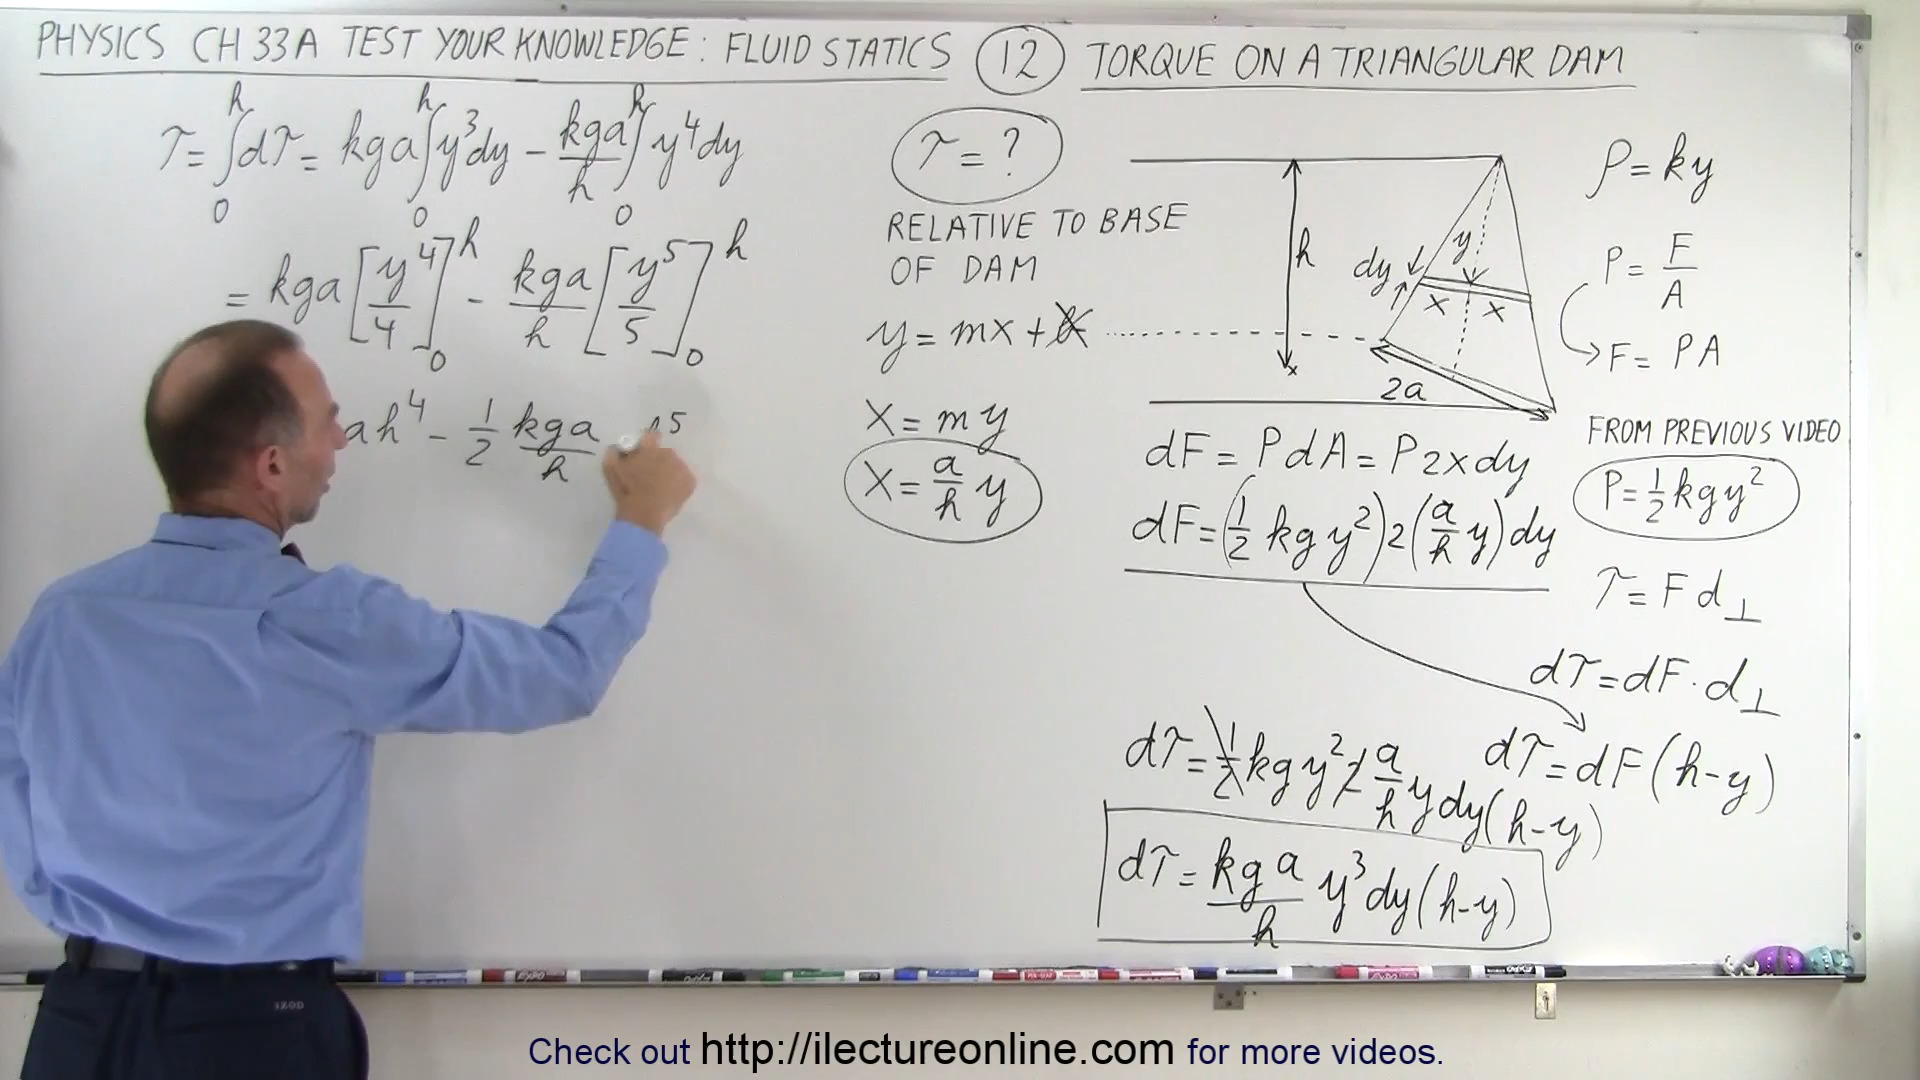 PHYSICS CH 33A TEST YOUR KNOWLEDGE: FLUID STATICS (12) TORQUE ON A TRIANGULAR DAM
τ = ∫₀ʰ dτ = kga ∫₀ʰ y³dy − kga/h ∫₀ʰ y⁴dy
= kga [y⁴/4]₀ʰ − kga/h [y⁵/5]₀ʰ
ah⁴ − 1/2 kga/h h⁵
τ = ?
RELATIVE TO BASE
OF DAM
y = mx + b
x = my
x = a/h y
h
dy
y
x x
2a
ρ = ky
P = F/A
F = PA
FROM PREVIOUS VIDEO
P = 1/2 kgy²
dF = PdA = P2xdy
dF = (1/2 kgy²)2(a/h y)dy
τ = Fd⊥
dτ = dF·d⊥
dτ = dF(h−y)
dτ = 1/2 kgy² 2 a/h y dy(h−y)
dτ = kga/h y³dy(h−y)
EXPO
IZOD
Check out http://ilectureonline.com for more videos.